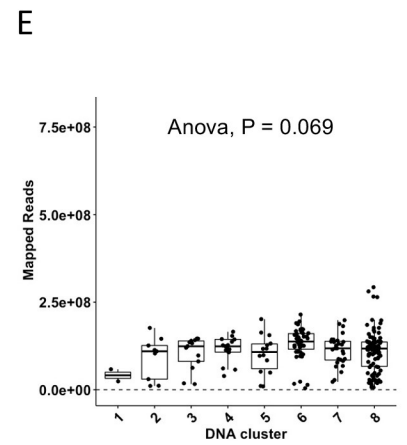 E
Anova, P = 0.069
7.5e+08
5.0e+08
2.5e+08
0.0e+00
Mapped Reads
1 2 3 4 5 6 7 8
DNA cluster